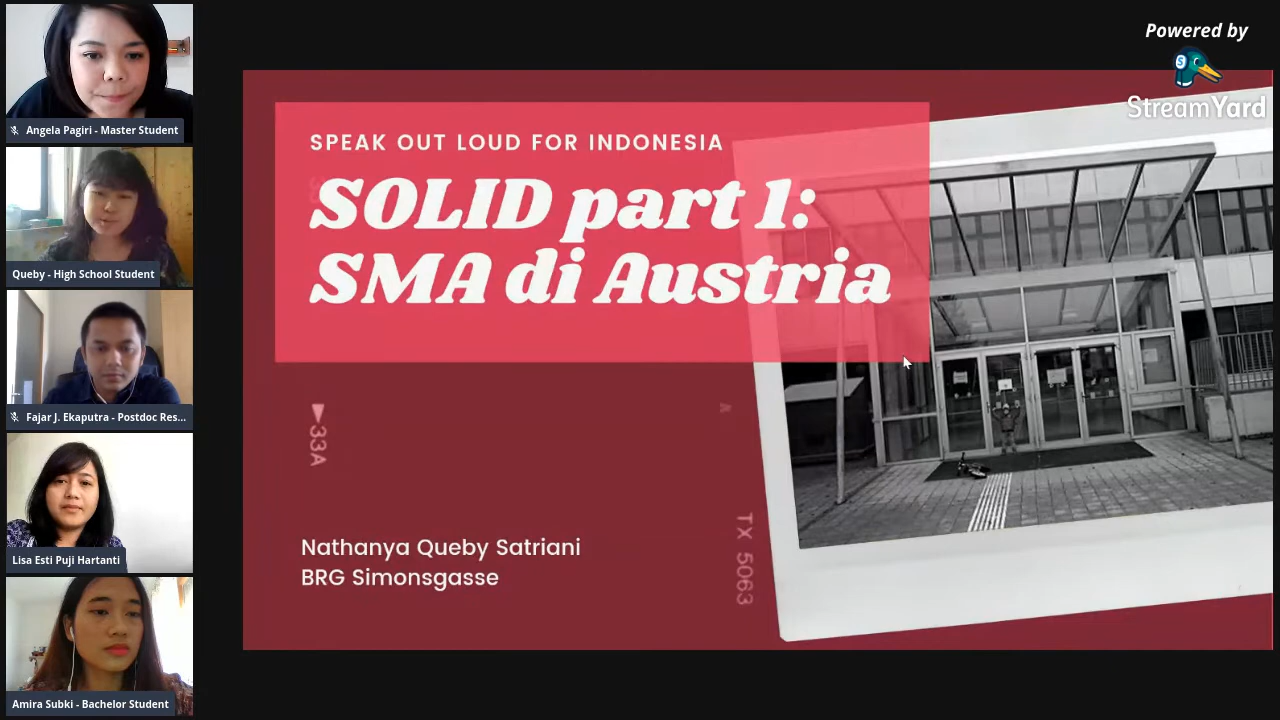 Angela Pagiri - Master Student
Queby - High School Student
Fajar J. Ekaputra - Postdoc Res...
Lisa Esti Puji Hartanti
Amira Subki - Bachelor Student
Powered by
StreamYard
SPEAK OUT LOUD FOR INDONESIA
SOLID part 1:
SMA di Austria
33A
A
TX 5063
Nathanya Queby Satriani
BRG Simonsgasse